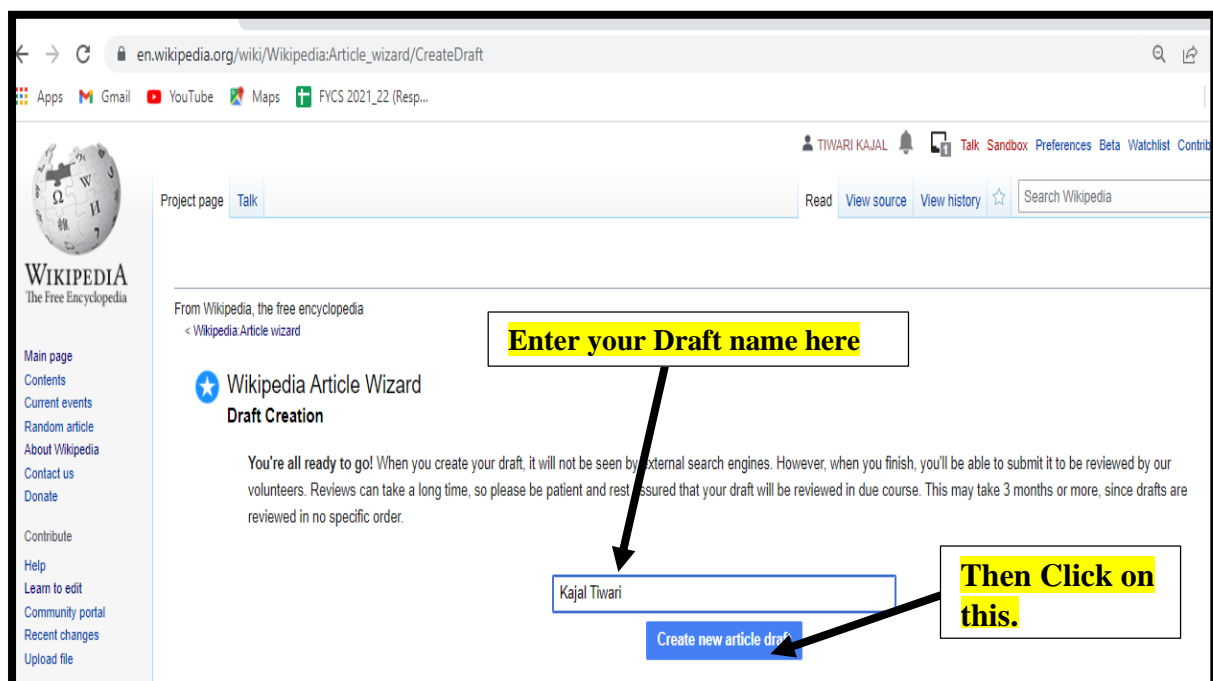 en.wikipedia.org/wiki/Wikipedia:Article_wizard/CreateDraft
Apps Gmail YouTube Maps FYCS 2021_22 (Resp...
TIWARI KAJAL 1 Talk Sandbox Preferences Beta Watchlist Contrib
Project page Talk Read View source View history Search Wikipedia
WIKIPEDIA
The Free Encyclopedia
From Wikipedia, the free encyclopedia
< Wikipedia:Article wizard
Enter your Draft name here
Main page
Contents
Current events
Random article
About Wikipedia
Contact us
Donate
Contribute
Help
Learn to edit
Community portal
Recent changes
Upload file
Wikipedia Article Wizard
Draft Creation
You're all ready to go! When you create your draft, it will not be seen by external search engines. However, when you finish, you'll be able to submit it to be reviewed by our
volunteers. Reviews can take a long time, so please be patient and rest assured that your draft will be reviewed in due course. This may take 3 months or more, since drafts are
reviewed in no specific order.
Kajal Tiwari
Create new article draft
Then Click on
this.